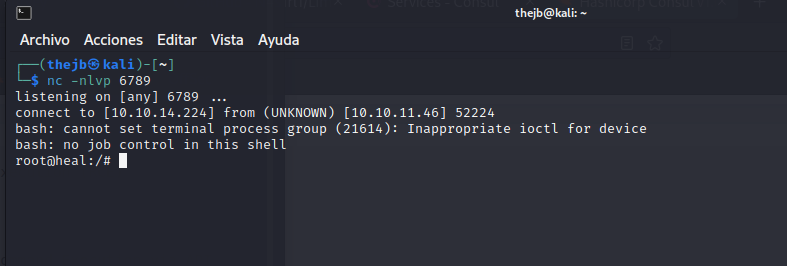 thejb@kali: ~
Archivo Acciones Editar Vista Ayuda
┌──(thejb㉿kali)-[~]
└─$ nc -nlvp 6789
listening on [any] 6789 ...
connect to [10.10.14.224] from (UNKNOWN) [10.10.11.46] 52224
bash: cannot set terminal process group (21614): Inappropriate ioctl for device
bash: no job control in this shell
root@heal:/#